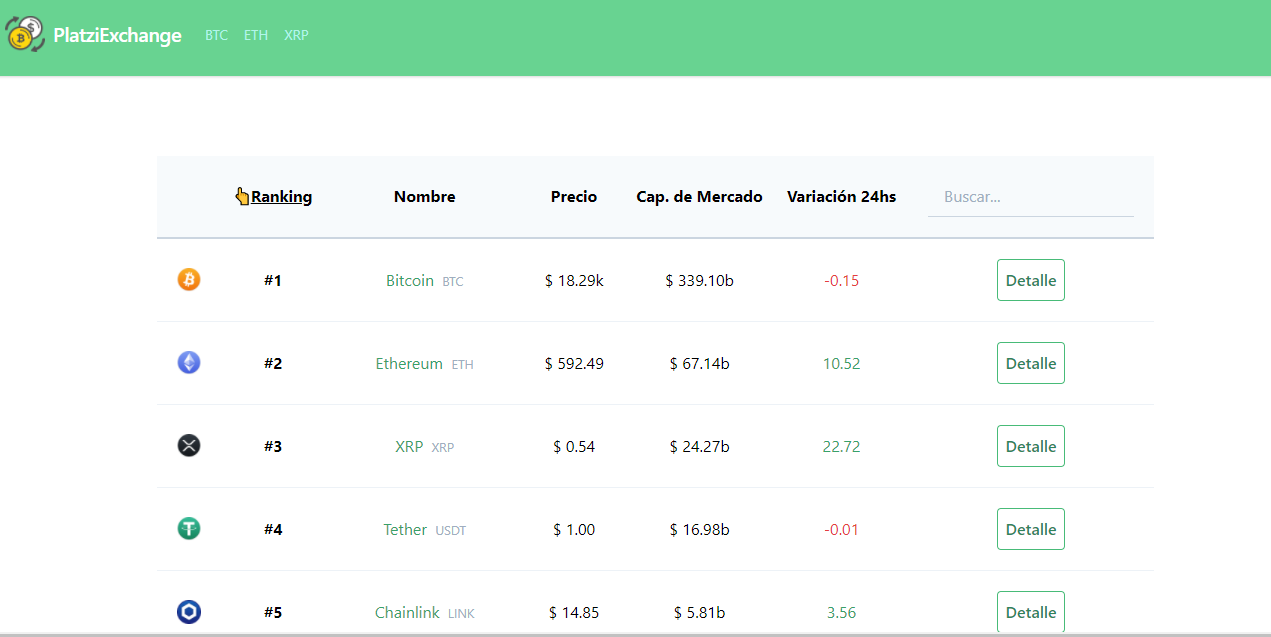 PlatziExchange BTC ETH XRP
👆Ranking Nombre Precio Cap. de Mercado Variación 24hs Buscar...
#1 Bitcoin BTC $ 18.29k $ 339.10b -0.15 Detalle
#2 Ethereum ETH $ 592.49 $ 67.14b 10.52 Detalle
#3 XRP XRP $ 0.54 $ 24.27b 22.72 Detalle
#4 Tether USDT $ 1.00 $ 16.98b -0.01 Detalle
#5 Chainlink LINK $ 14.85 $ 5.81b 3.56 Detalle